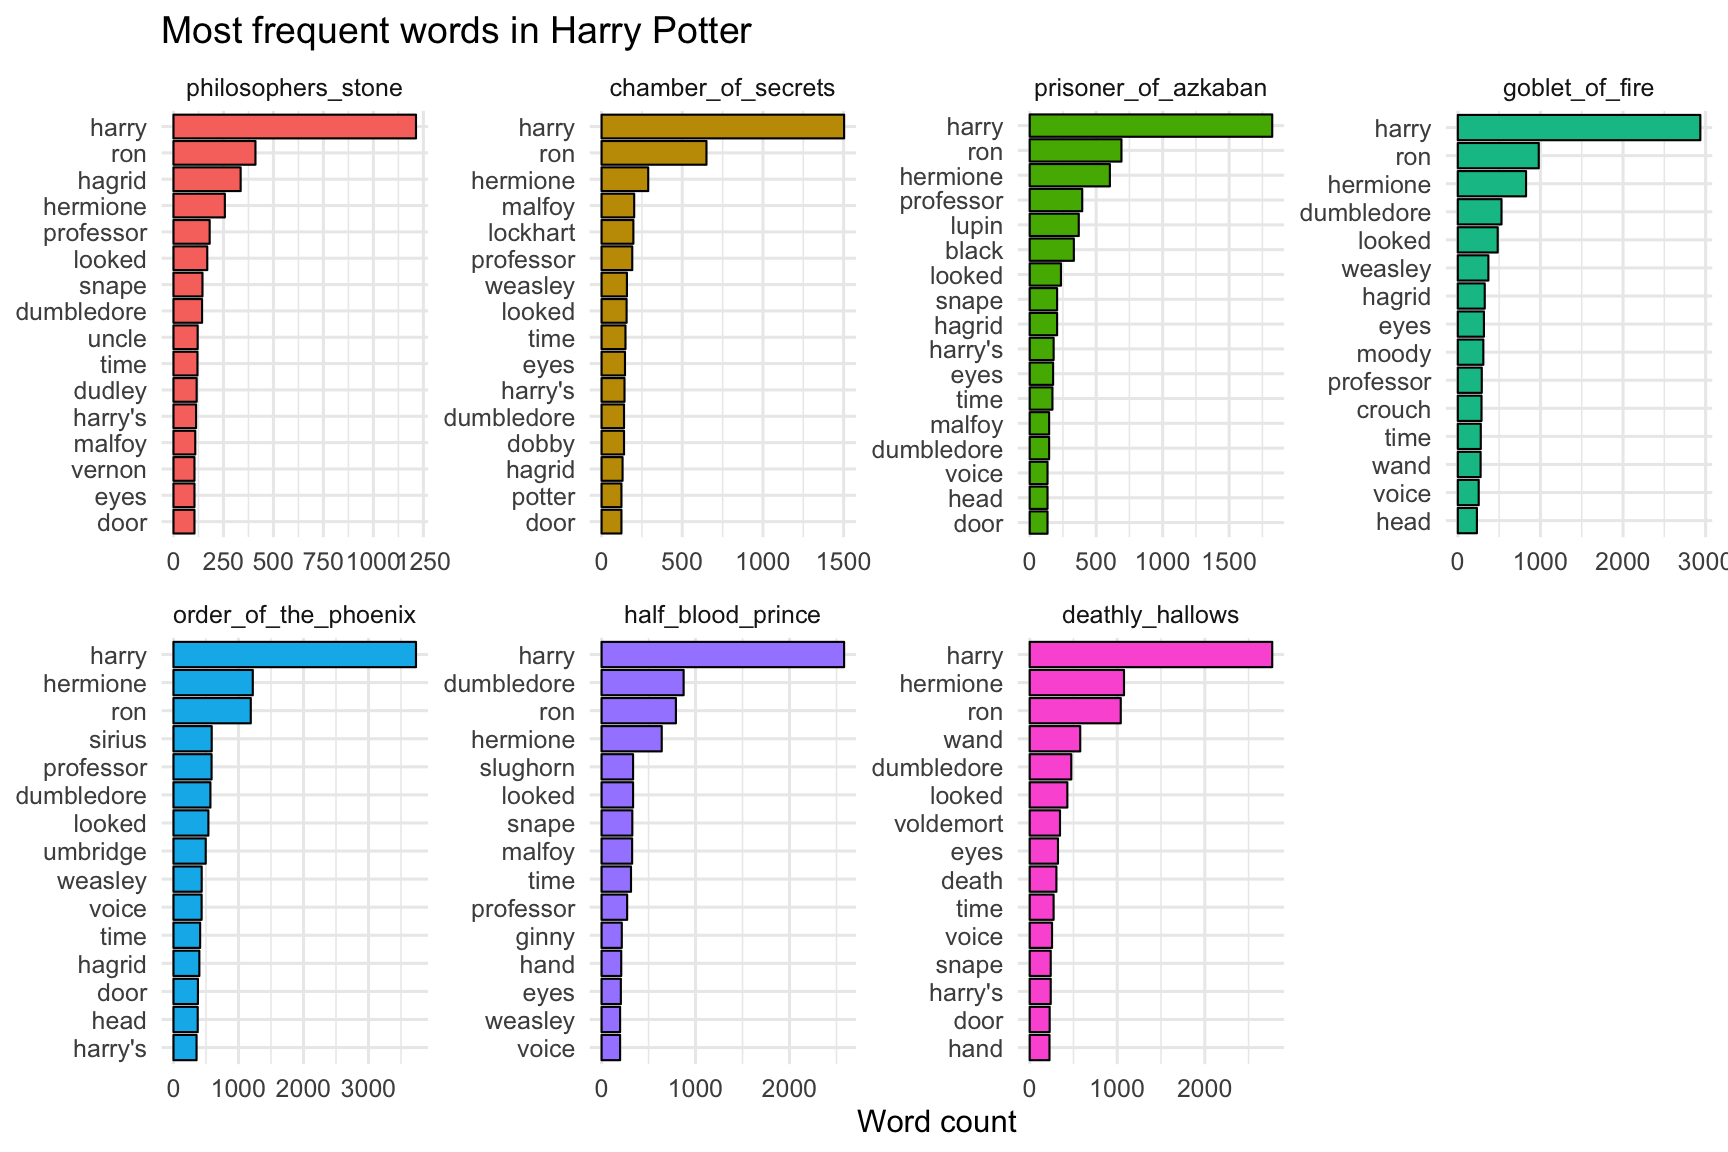 Most frequent words in Harry Potter
philosophers_stone
harry
ron
hagrid
hermione
professor
looked
snape
dumbledore
uncle
time
dudley
harry's
malfoy
vernon
eyes
door
0 250 500 750 1000 1250
chamber_of_secrets
harry
ron
hermione
malfoy
lockhart
professor
weasley
looked
time
eyes
harry's
dumbledore
dobby
hagrid
potter
door
0 500 1000 1500
prisoner_of_azkaban
harry
ron
hermione
professor
lupin
black
looked
snape
hagrid
harry's
eyes
time
malfoy
dumbledore
voice
head
door
0 500 1000 1500
goblet_of_fire
harry
ron
hermione
dumbledore
looked
weasley
hagrid
eyes
moody
professor
crouch
time
wand
voice
head
0 1000 2000 3000
order_of_the_phoenix
harry
hermione
ron
sirius
professor
dumbledore
looked
umbridge
weasley
voice
time
hagrid
door
head
harry's
0 1000 2000 3000
half_blood_prince
harry
dumbledore
ron
hermione
slughorn
looked
snape
malfoy
time
professor
ginny
hand
eyes
weasley
voice
0 1000 2000
deathly_hallows
harry
hermione
ron
wand
dumbledore
looked
voldemort
eyes
death
time
voice
snape
harry's
door
hand
0 1000 2000
Word count